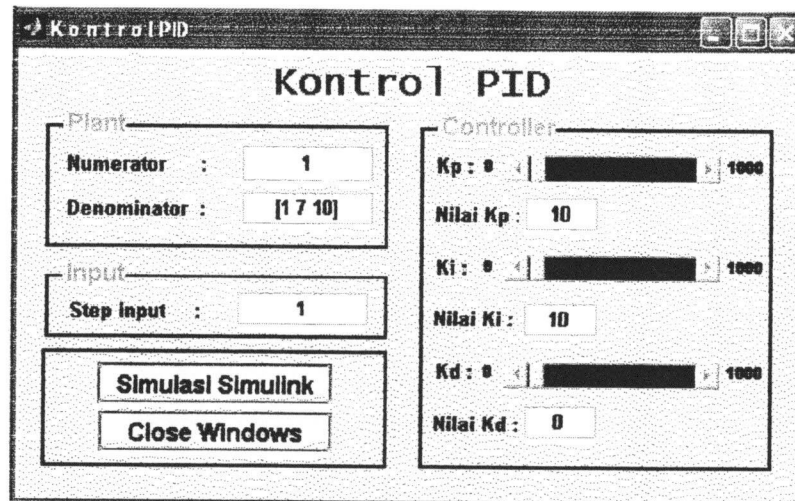 KontrolPID
Kontrol PID
Plant
Numerator : 1
Denominator : [1 7 10]
Input
Step Input : 1
Simulasi Simulink
Close Windows
Controller
Kp : 0 1000
Nilai Kp : 10
Ki : 0 1000
Nilai Ki : 10
Kd : 0 1000
Nilai Kd : 0